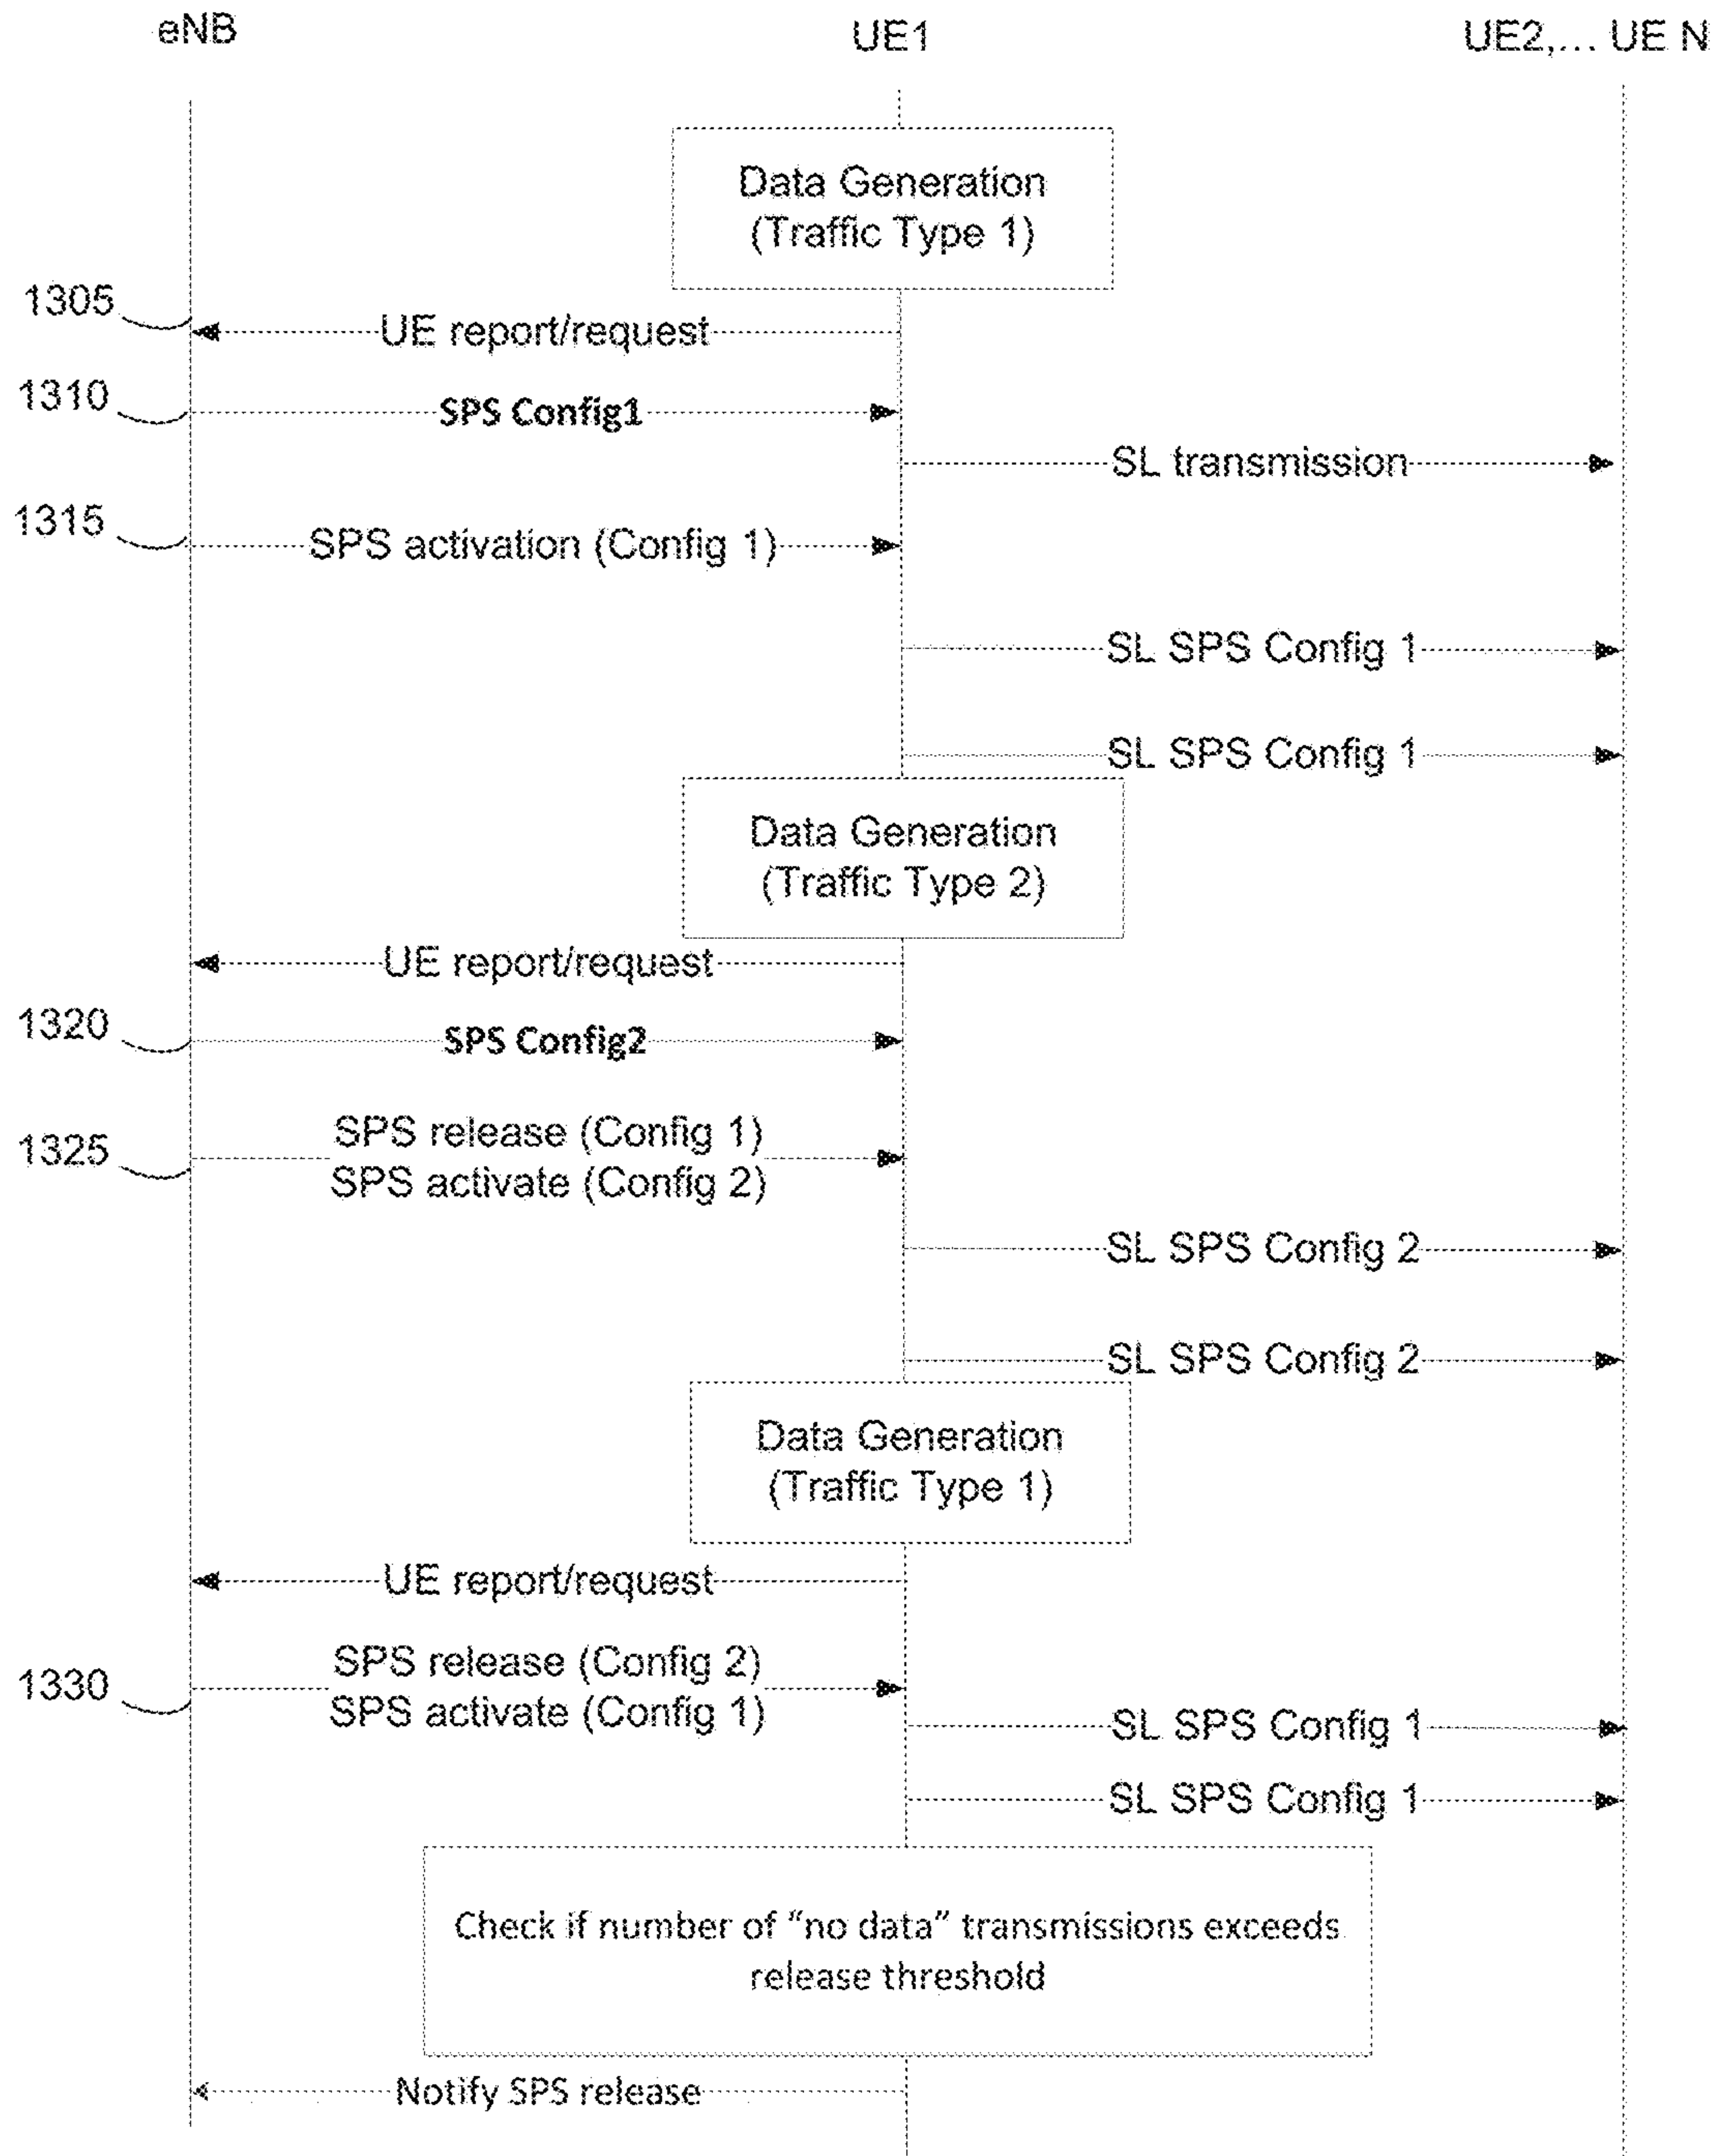 eNB
UE1
UE2,... UE N
Data Generation
(Traffic Type 1)
1305
UE report/request
1310
SPS Config1
SL transmission
1315
SPS activation (Config 1)
SL SPS Config 1
SL SPS Config 1
Data Generation
(Traffic Type 2)
UE report/request
1320
SPS Config2
1325
SPS release (Config 1)
SPS activate (Config 2)
SL SPS Config 2
SL SPS Config 2
Data Generation
(Traffic Type 1)
UE report/request
1330
SPS release (Config 2)
SPS activate (Config 1)
SL SPS Config 1
SL SPS Config 1
Check if number of “no data” transmissions exceeds
release threshold
Notify SPS release